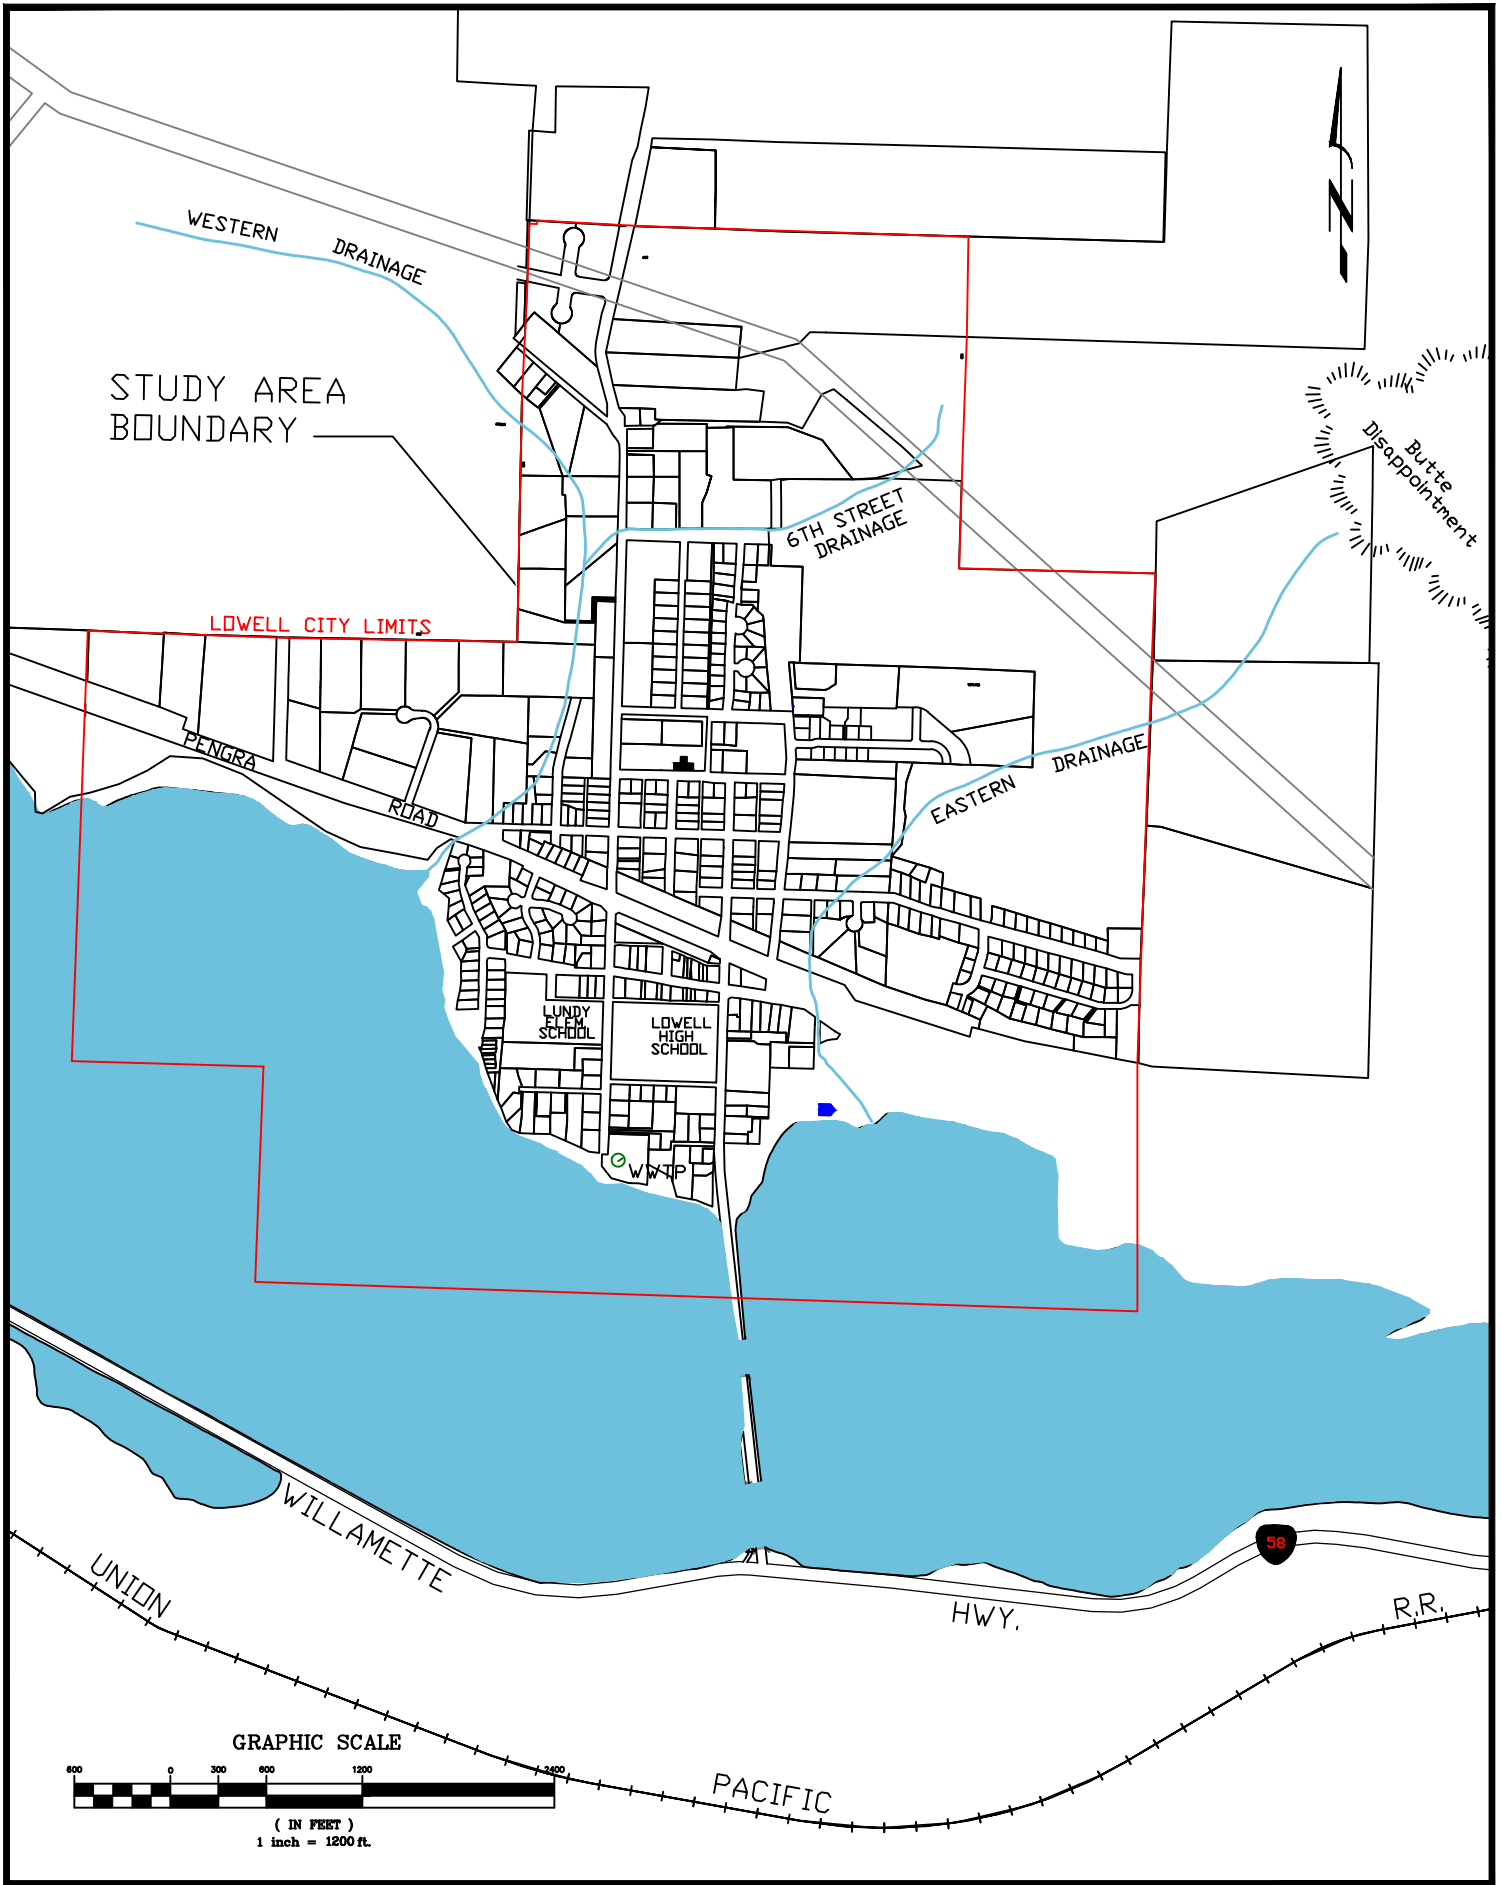 WESTERN DRAINAGE
STUDY AREA
BOUNDARY
N
Butte
Disappointment
6TH STREET
DRAINAGE
LOWELL CITY LIMITS
PENGRA ROAD
EASTERN DRAINAGE
LUNDY
ELEM.
SCHOOL
LOWELL
HIGH
SCHOOL
WWTP
WILLAMETTE HWY.
58
UNION PACIFIC R.R.
GRAPHIC SCALE
600 0 300 600 1200 2400
( IN FEET )
1 inch = 1200 ft.